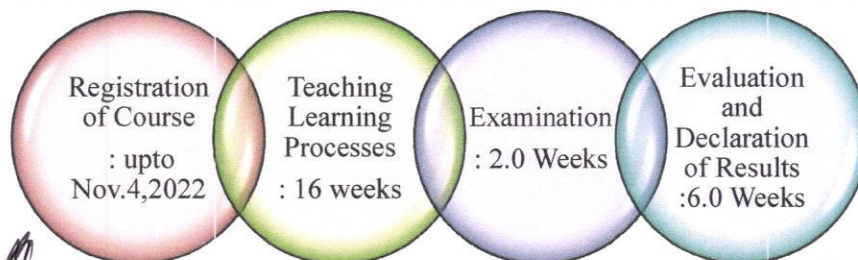 Registration
of Course
: upto
Nov.4,2022
Teaching
Learning
Processes
: 16 weeks
Examination
: 2.0 Weeks
Evaluation
and
Declaration
of Results
:6.0 Weeks